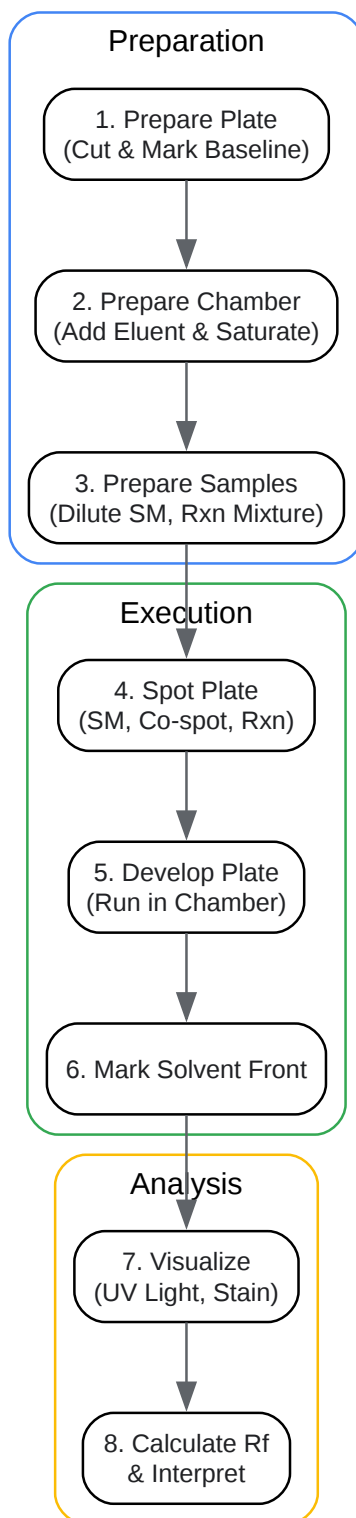 Preparation
1. Prepare Plate
(Cut & Mark Baseline)
2. Prepare Chamber
(Add Eluent & Saturate)
3. Prepare Samples
(Dilute SM, Rxn Mixture)
Execution
4. Spot Plate
(SM, Co-spot, Rxn)
5. Develop Plate
(Run in Chamber)
6. Mark Solvent Front
Analysis
7. Visualize
(UV Light, Stain)
8. Calculate Rf
& Interpret